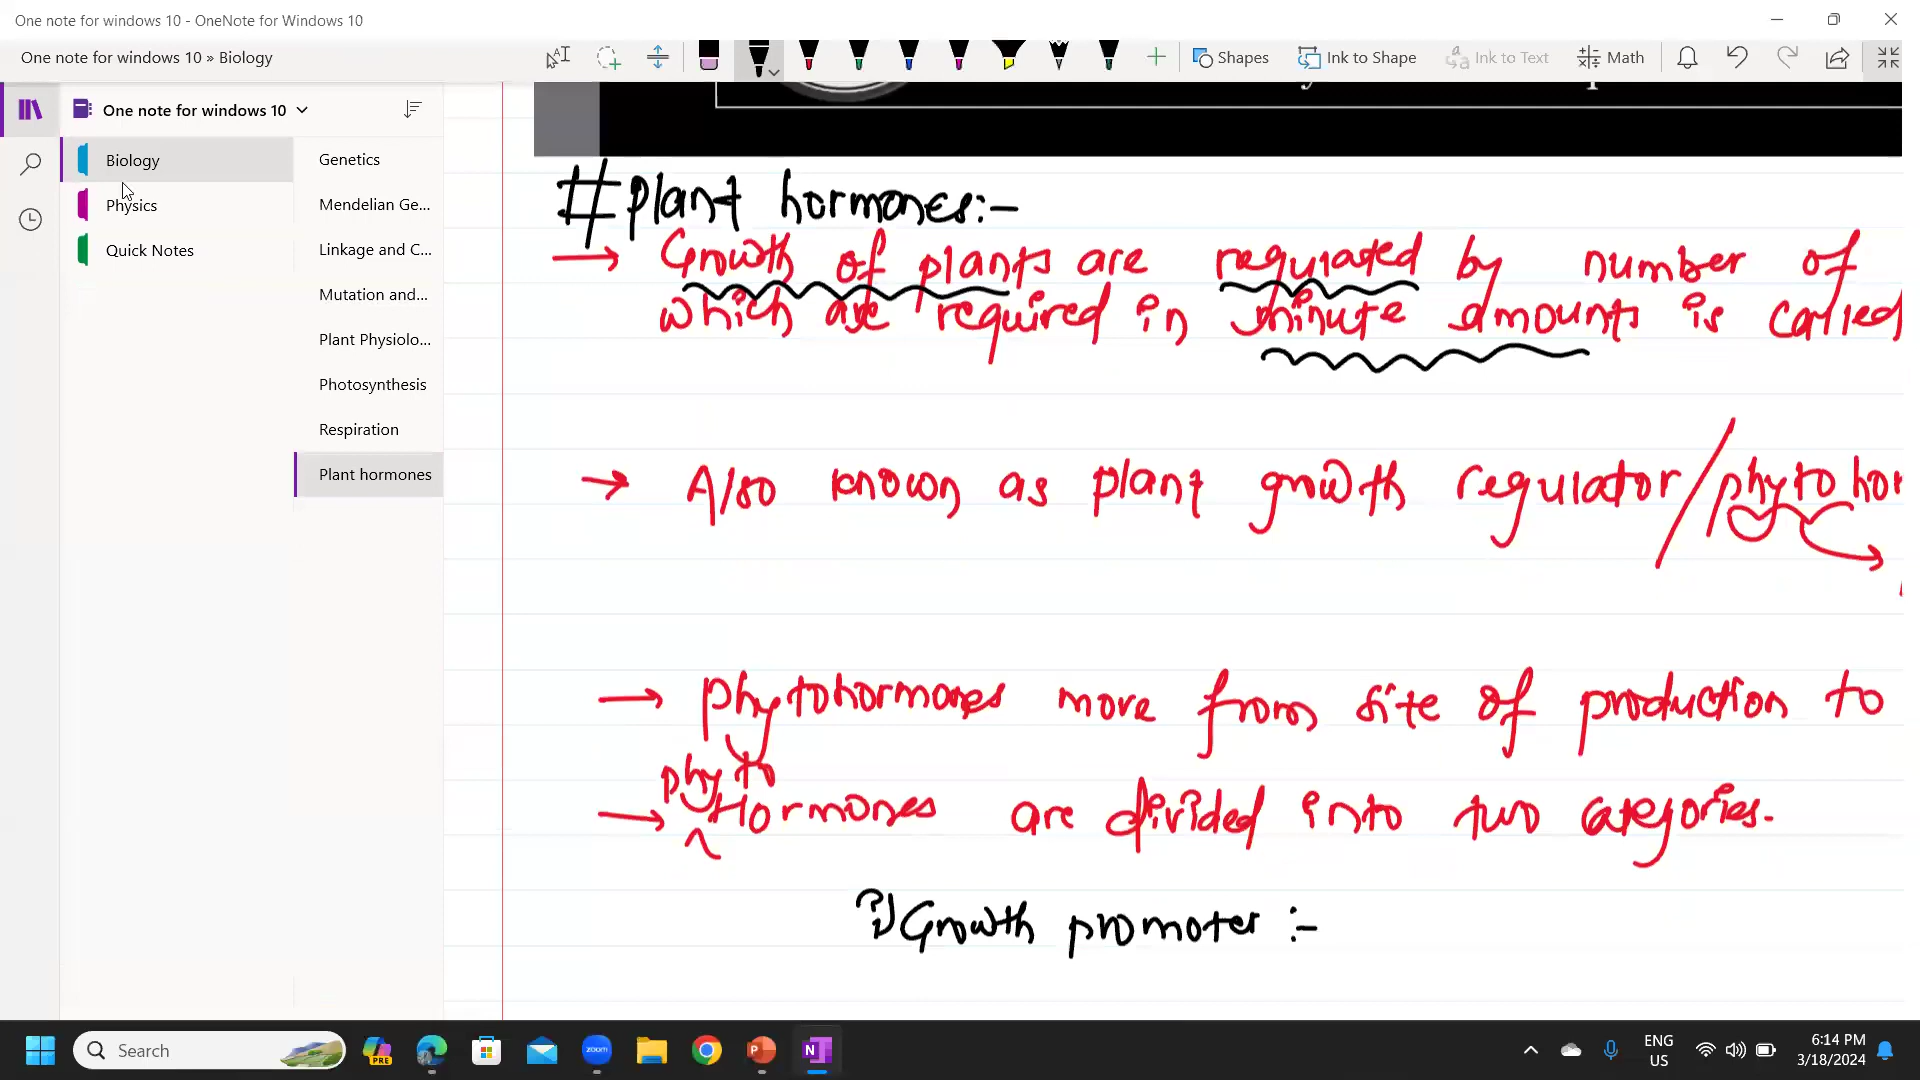 One note for windows 10 - OneNote for Windows 10
One note for windows 10 » Biology
Shapes
Ink to Shape
Ink to Text
Math
One note for windows 10
Biology
Physics
Quick Notes
Genetics
Mendelian Ge...
Linkage and C...
Mutation and...
Plant Physiolo...
Photosynthesis
Respiration
Plant hormones
#plant hormones:-
→ Growth of plants are regulated by number of
which are required in minute amounts is called
→ Also known as plant growth regulator/phyto hor
→ phytohormones move from site of production to
phyto
→ Hormones are divided into two categories.
i) Growth promoter :-
Search
PRE
zoom
ENG
US
6:14 PM
3/18/2024